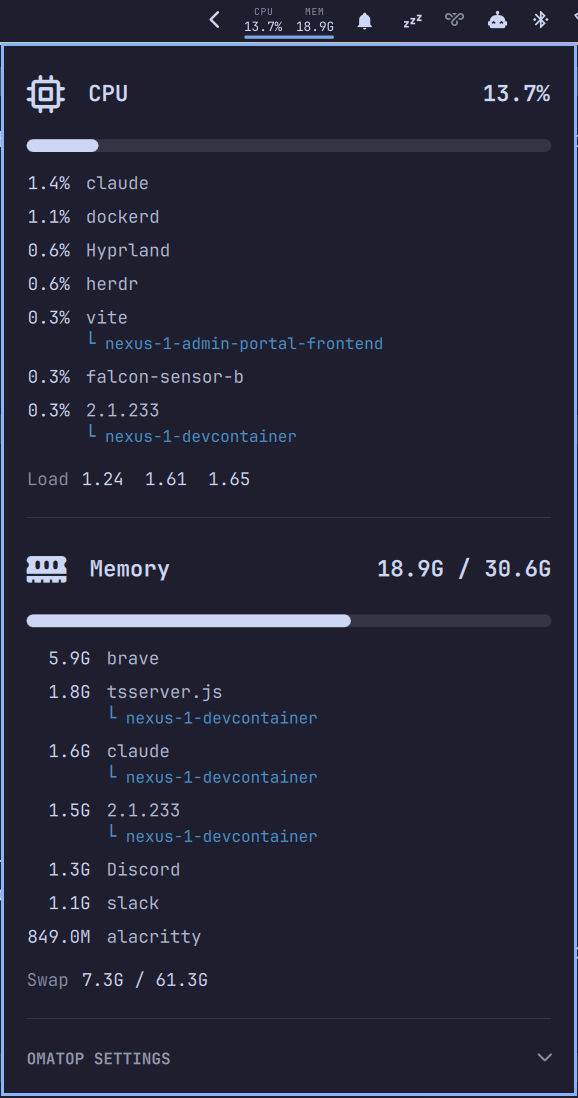 CPU MEM
13.7% 18.9G
zzz
CPU 13.7%
1.4% claude
1.1% dockerd
0.6% Hyprland
0.6% herdr
0.3% vite
└ nexus-1-admin-portal-frontend
0.3% falcon-sensor-b
0.3% 2.1.233
└ nexus-1-devcontainer
Load 1.24 1.61 1.65
Memory 18.9G / 30.6G
5.9G brave
1.8G tsserver.js
└ nexus-1-devcontainer
1.6G claude
└ nexus-1-devcontainer
1.5G 2.1.233
└ nexus-1-devcontainer
1.3G Discord
1.1G slack
849.0M alacritty
Swap 7.3G / 61.3G
OMATOP SETTINGS